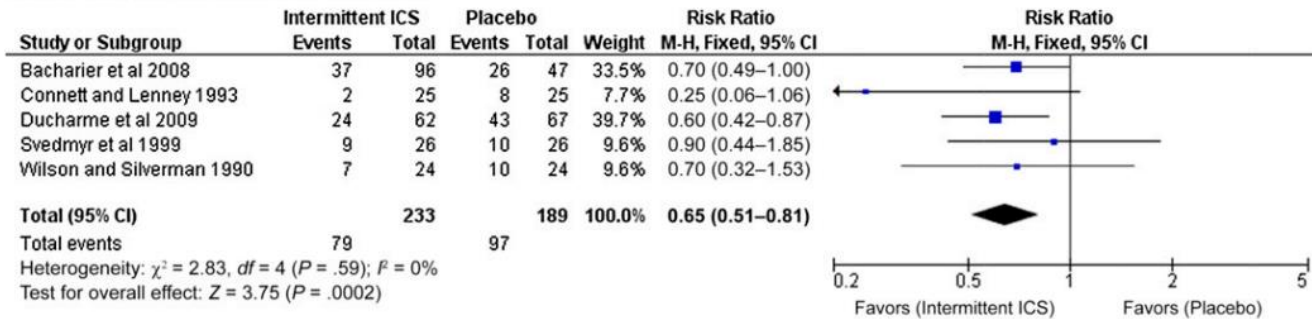 Intermittent ICS Placebo Risk Ratio Risk Ratio
Study or Subgroup Events Total Events Total Weight M-H, Fixed, 95% CI M-H, Fixed, 95% CI
Bacharier et al 2008 37 96 26 47 33.5% 0.70 (0.49–1.00)
Connett and Lenney 1993 2 25 8 25 7.7% 0.25 (0.06–1.06)
Ducharme et al 2009 24 62 43 67 39.7% 0.60 (0.42–0.87)
Svedmyr et al 1999 9 26 10 26 9.6% 0.90 (0.44–1.85)
Wilson and Silverman 1990 7 24 10 24 9.6% 0.70 (0.32–1.53)
Total (95% CI) 233 189 100.0% 0.65 (0.51–0.81)
Total events 79 97
Heterogeneity: χ² = 2.83, df = 4 (P = .59); I² = 0%
Test for overall effect: Z = 3.75 (P = .0002)
0.2 0.5 1 2 5
Favors (Intermittent ICS) Favors (Placebo)